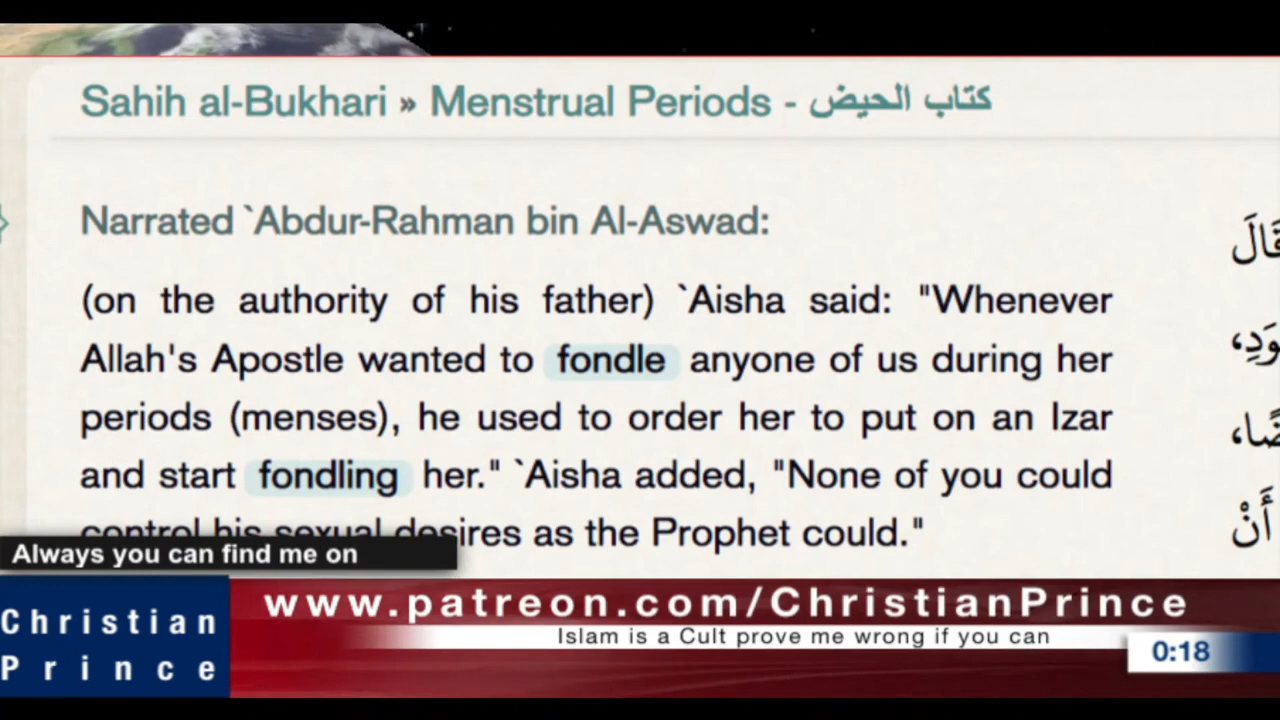 Sahih al-Bukhari » Menstrual Periods - كتاب الحيض
Narrated `Abdur-Rahman bin Al-Aswad:
(on the authority of his father) `Aisha said: "Whenever
Allah's Apostle wanted to fondle anyone of us during her
periods (menses), he used to order her to put on an Izar
and start fondling her." `Aisha added, "None of you could
control his sexual desires as the Prophet could."
قَالَ
أَنْ
Always you can find me on
Christian
Prince
www.patreon.com/ChristianPrince
Islam is a Cult prove me wrong if you can
0:18